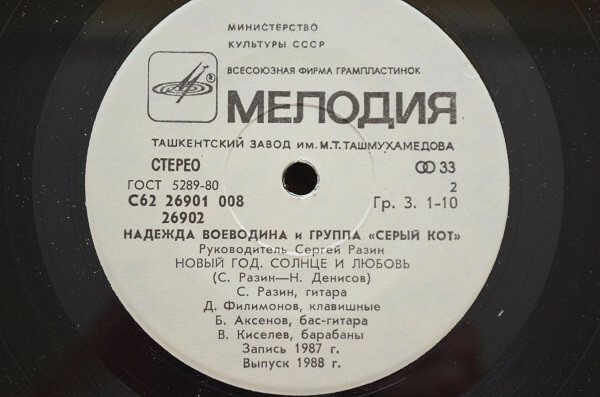 МИНИСТЕРСТВО
КУЛЬТУРЫ СССР
ВСЕСОЮЗНАЯ ФИРМА ГРАМПЛАСТИНОК
МЕЛОДИЯ
ТАШКЕНТСКИЙ ЗАВОД ИМ. М.Т. ТАШМУХАМЕДОВА
СТЕРЕО 33
ГОСТ 5289-80 2
С62 26901 008 Гр. 3. 1-10
26902
НАДЕЖДА ВОЕВОДИНА и ГРУППА «СЕРЫЙ КОТ»
Руководитель Сергей Разин
НОВЫЙ ГОД, СОЛНЦЕ И ЛЮБОВЬ
(С. Разин—Н. Денисов)
С. Разин, гитара
Д. Филимонов, клавишные
Б. Аксенов, бас-гитара
В. Киселев, барабаны
Запись 1987 г.
Выпуск 1988 г.